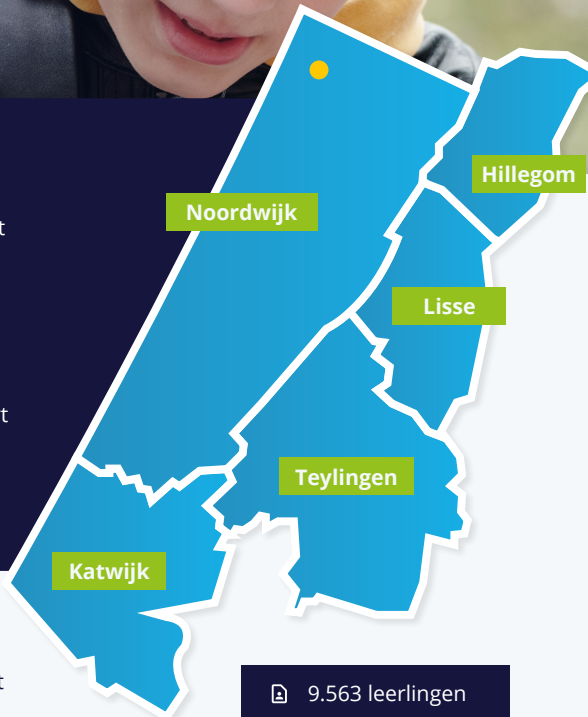 Hillegom
Noordwijk
t
Lisse
t
Teylingen
Katwijk
t
9.563 leerlingen